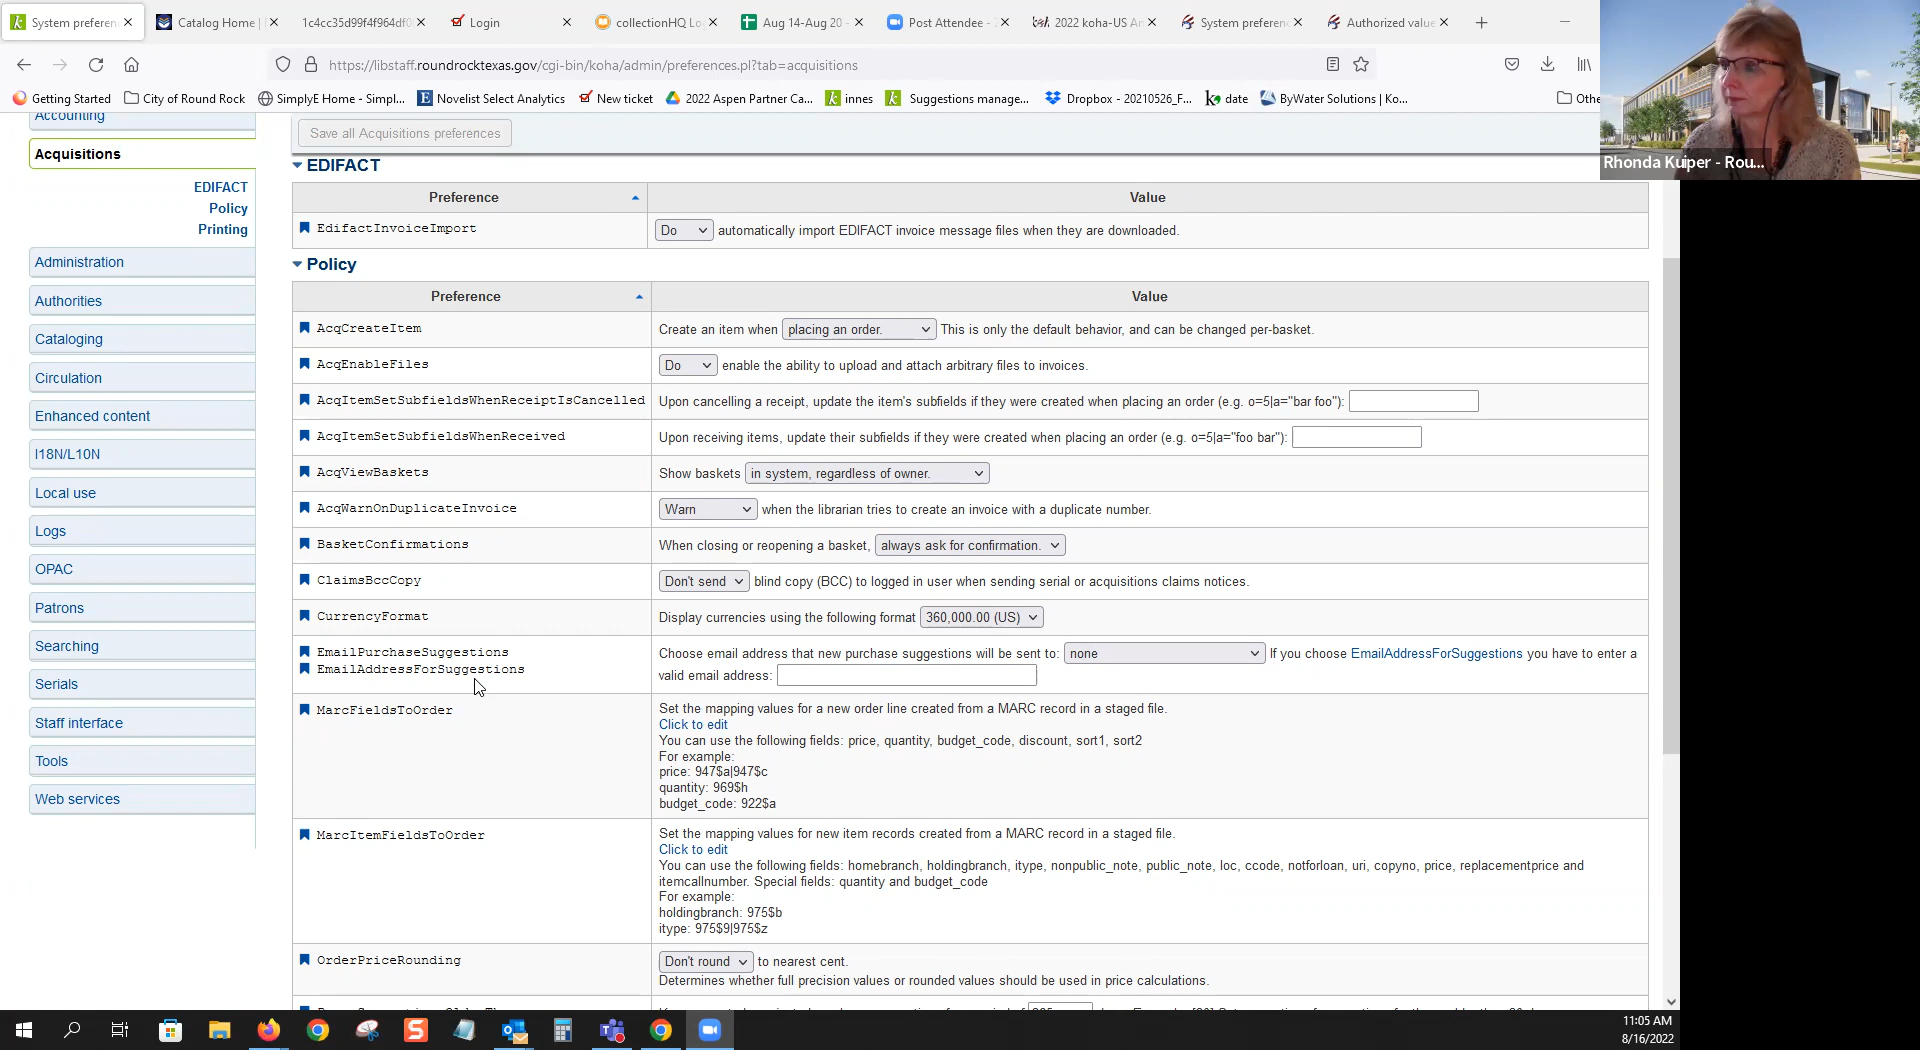 System preferen
Catalog Home |
1c4cc35d99f4f964df0
Login
collectionHQ Lo
Aug 14-Aug 20 -
Post Attendee -
2022 koha-US An
System preferen
Authorized value
https://libstaff.roundrocktexas.gov/cgi-bin/koha/admin/preferences.pl?tab=acquisitions
Getting Started
City of Round Rock
SimplyE Home - Simpl...
Novelist Select Analytics
New ticket
2022 Aspen Partner Ca...
innes
Suggestions manage...
Dropbox - 20210526_F...
date
ByWater Solutions | Ko...
Othe
Rhonda Kuiper - Rou...
Accounting
Acquisitions
EDIFACT
Policy
Printing
Administration
Authorities
Cataloging
Circulation
Enhanced content
I18N/L10N
Local use
Logs
OPAC
Patrons
Searching
Serials
Staff interface
Tools
Web services
Save all Acquisitions preferences
EDIFACT
Preference Value
EdifactInvoiceImport Do automatically import EDIFACT invoice message files when they are downloaded.
Policy
Preference Value
AcqCreateItem Create an item when placing an order. This is only the default behavior, and can be changed per-basket.
AcqEnableFiles Do enable the ability to upload and attach arbitrary files to invoices.
AcqItemSetSubfieldsWhenReceiptIsCancelled Upon cancelling a receipt, update the item's subfields if they were created when placing an order (e.g. o=5|a="bar foo"):
AcqItemSetSubfieldsWhenReceived Upon receiving items, update their subfields if they were created when placing an order (e.g. o=5|a="foo bar"):
AcqViewBaskets Show baskets in system, regardless of owner.
AcqWarnOnDuplicateInvoice Warn when the librarian tries to create an invoice with a duplicate number.
BasketConfirmations When closing or reopening a basket, always ask for confirmation.
ClaimsBccCopy Don't send blind copy (BCC) to logged in user when sending serial or acquisitions claims notices.
CurrencyFormat Display currencies using the following format 360,000.00 (US)
EmailPurchaseSuggestions Choose email address that new purchase suggestions will be sent to: none If you choose EmailAddressForSuggestions you have to enter a
EmailAddressForSuggestions valid email address:
MarcFieldsToOrder Set the mapping values for a new order line created from a MARC record in a staged file.
Click to edit
You can use the following fields: price, quantity, budget_code, discount, sort1, sort2
For example:
price: 947$a|947$c
quantity: 969$h
budget_code: 922$a
MarcItemFieldsToOrder Set the mapping values for new item records created from a MARC record in a staged file.
Click to edit
You can use the following fields: homebranch, holdingbranch, itype, nonpublic_note, public_note, loc, ccode, notforloan, uri, copyno, price, replacementprice and
itemcallnumber. Special fields: quantity and budget_code
For example:
holdingbranch: 975$b
itype: 975$9|975$z
OrderPriceRounding Don't round to nearest cent.
Determines whether full precision values or rounded values should be used in price calculations.
11:05 AM
8/16/2022